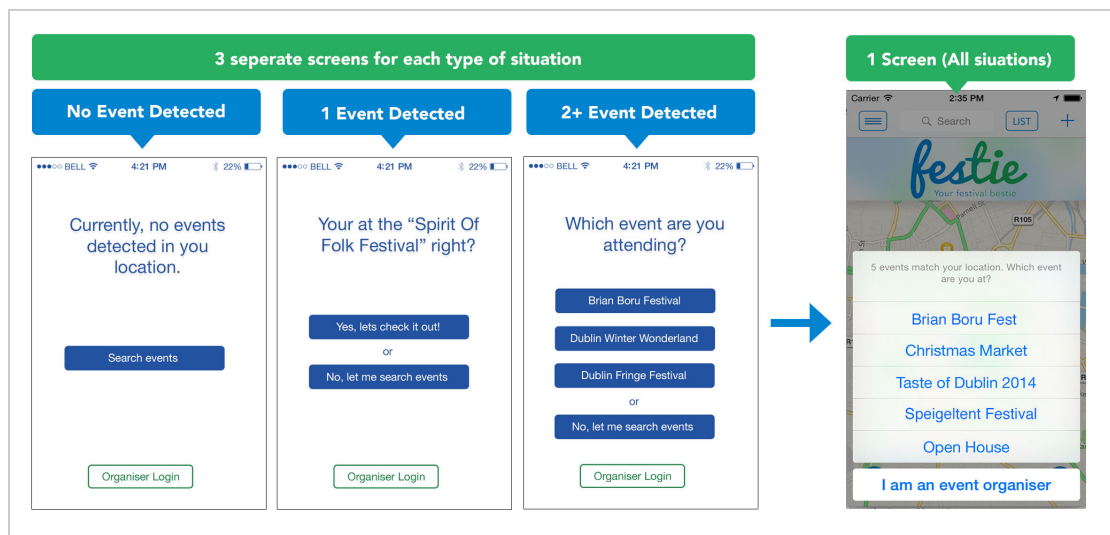 3 seperate screens for each type of situation
1 Screen (All siuations)
No Event Detected
1 Event Detected
2+ Event Detected
BELL 4:21 PM 22%
Currently, no events
detected in you
location.
Search events
Organiser Login
BELL 4:21 PM 22%
Your at the “Spirit Of
Folk Festival” right?
Yes, lets check it out!
or
No, let me search events
Organiser Login
BELL 4:21 PM 22%
Which event are you
attending?
Brian Boru Festival
Dublin Winter Wonderland
Dublin Fringe Festival
or
No, let me search events
Organiser Login
Carrier 2:35 PM
Search LIST
festie
Your festival bestie
Parnell St
R105
5 events match your location. Which event
are you at?
Brian Boru Fest
Christmas Market
Taste of Dublin 2014
Speigeltent Festival
Open House
I am an event organiser